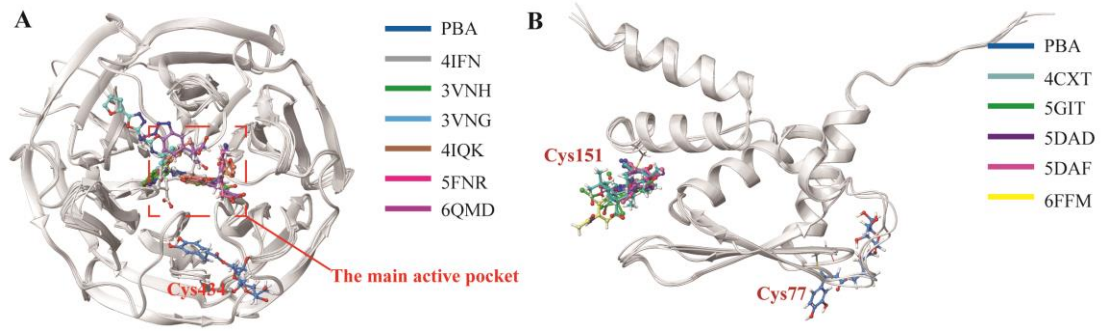 A
PBA
4IFN
3VNH
3VNG
4IQK
5FNR
6QMD
The main active pocket
Cys434
B
PBA
4CXT
5GIT
5DAD
5DAF
6FFM
Cys151
Cys77